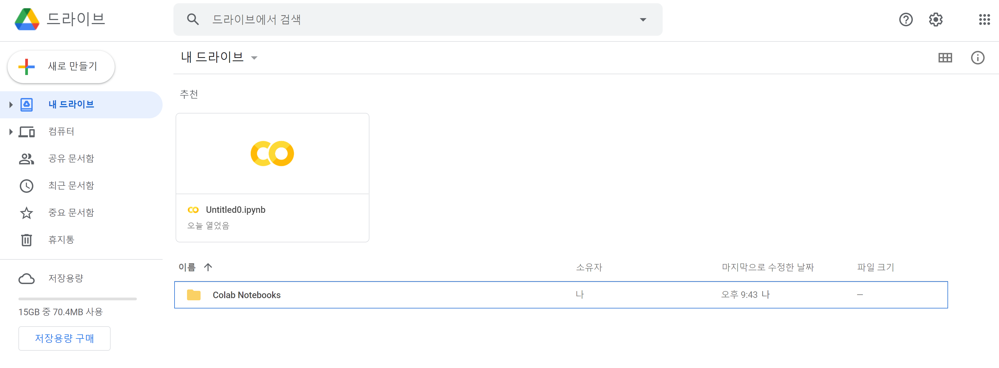 드라이브
드라이브에서 검색
새로 만들기
내 드라이브
컴퓨터
공유 문서함
최근 문서함
중요 문서함
휴지통
저장용량
15GB 중 70.4MB 사용
저장용량 구매
내 드라이브
추천
Untitled0.ipynb
오늘 열었음
이름 소유자 마지막으로 수정한 날짜 파일 크기
Colab Notebooks 나 오후 9:43 나 —